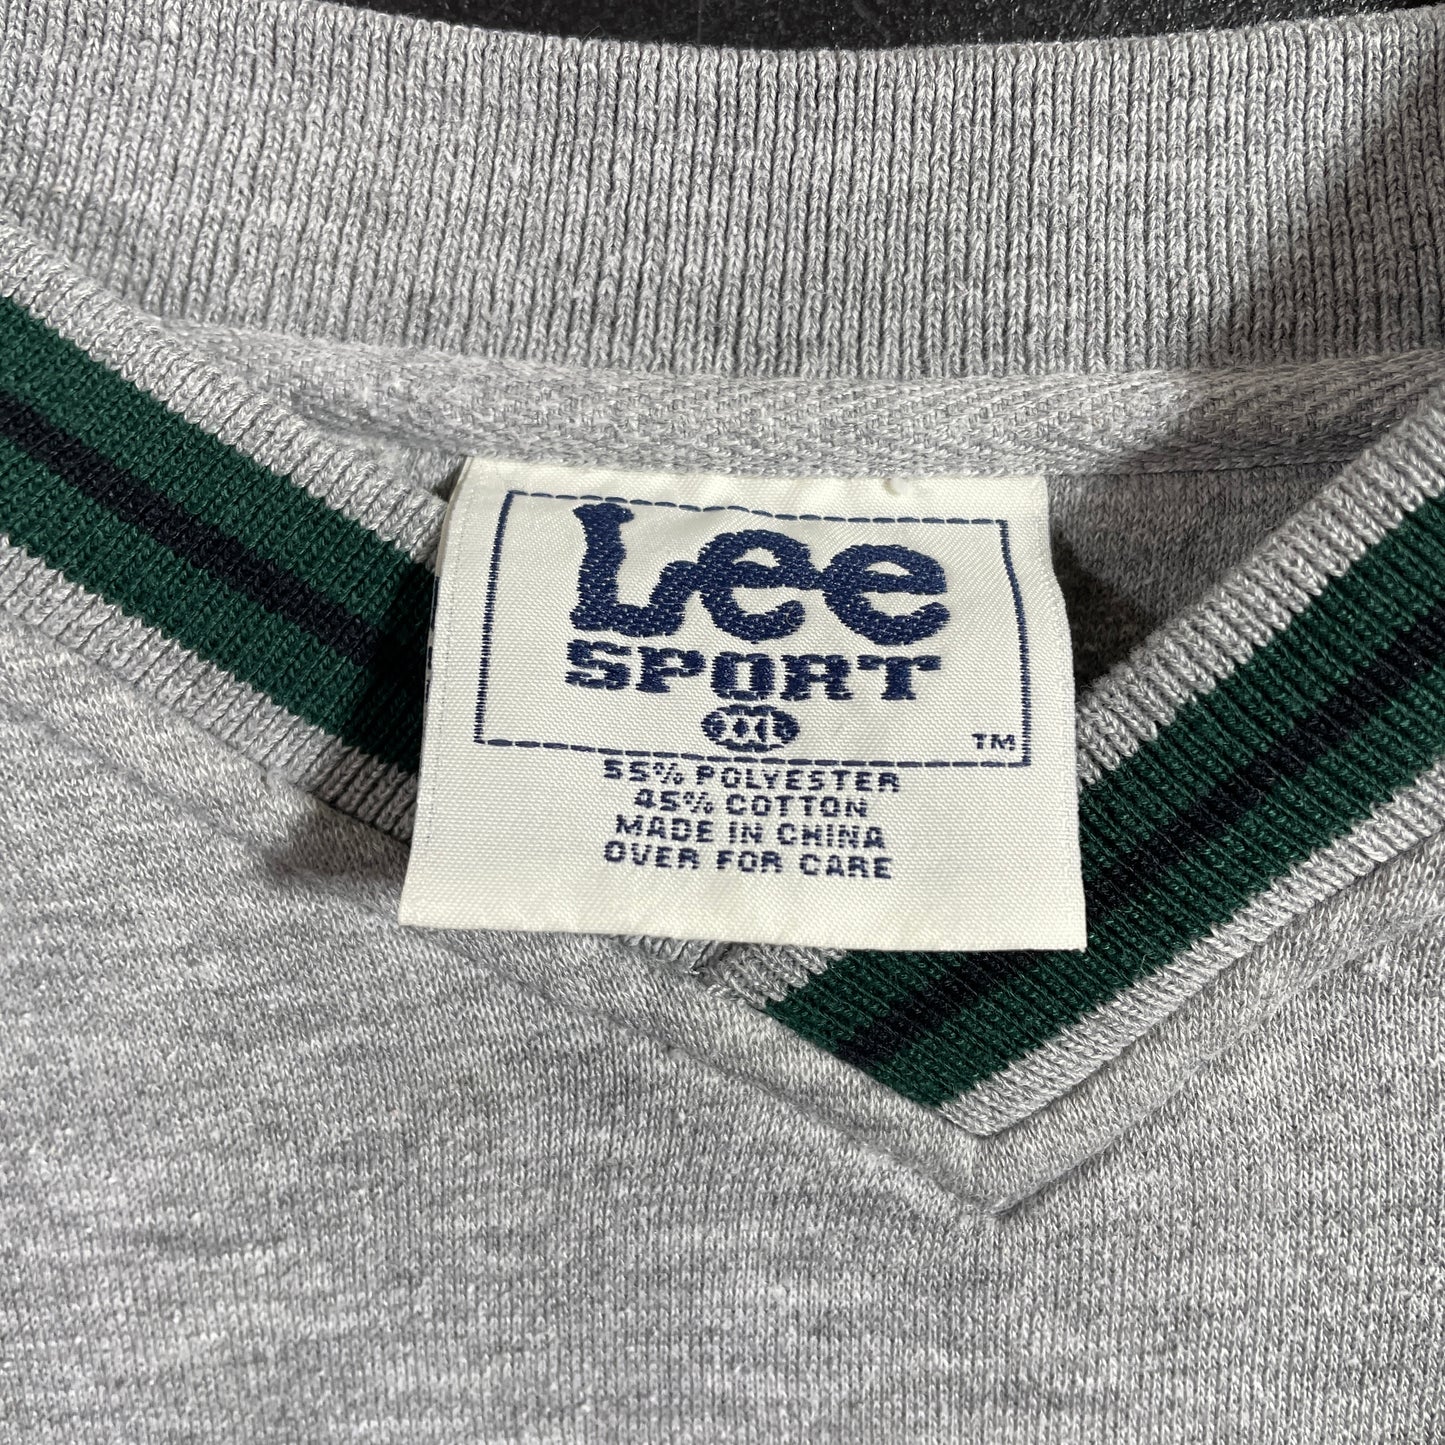 Lee
SPORT
XXL
TM
55% POLYESTER
45% COTTON
MADE IN CHINA
OVER FOR CARE